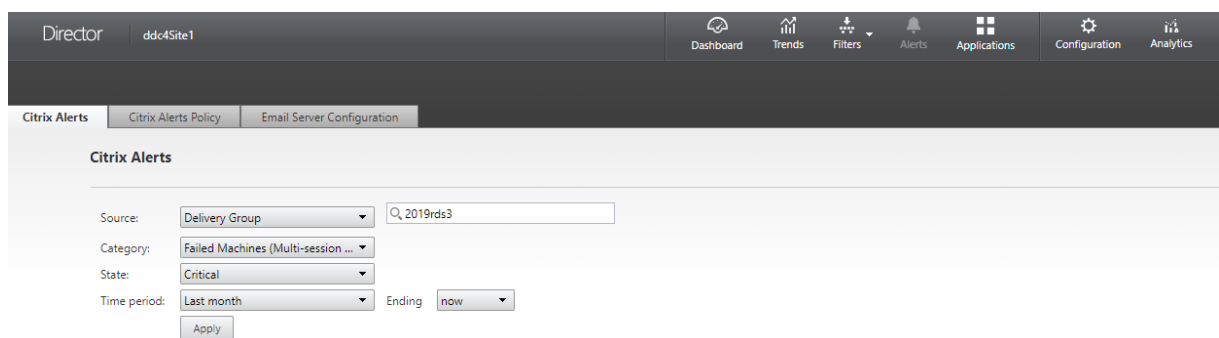 Director ddc4Site1 Dashboard Trends Filters Alerts Applications Configuration Analytics
Citrix Alerts Citrix Alerts Policy Email Server Configuration
Citrix Alerts
Source: Delivery Group 2019rds3
Category: Failed Machines (Multi-session ...
State: Critical
Time period: Last month Ending now
Apply